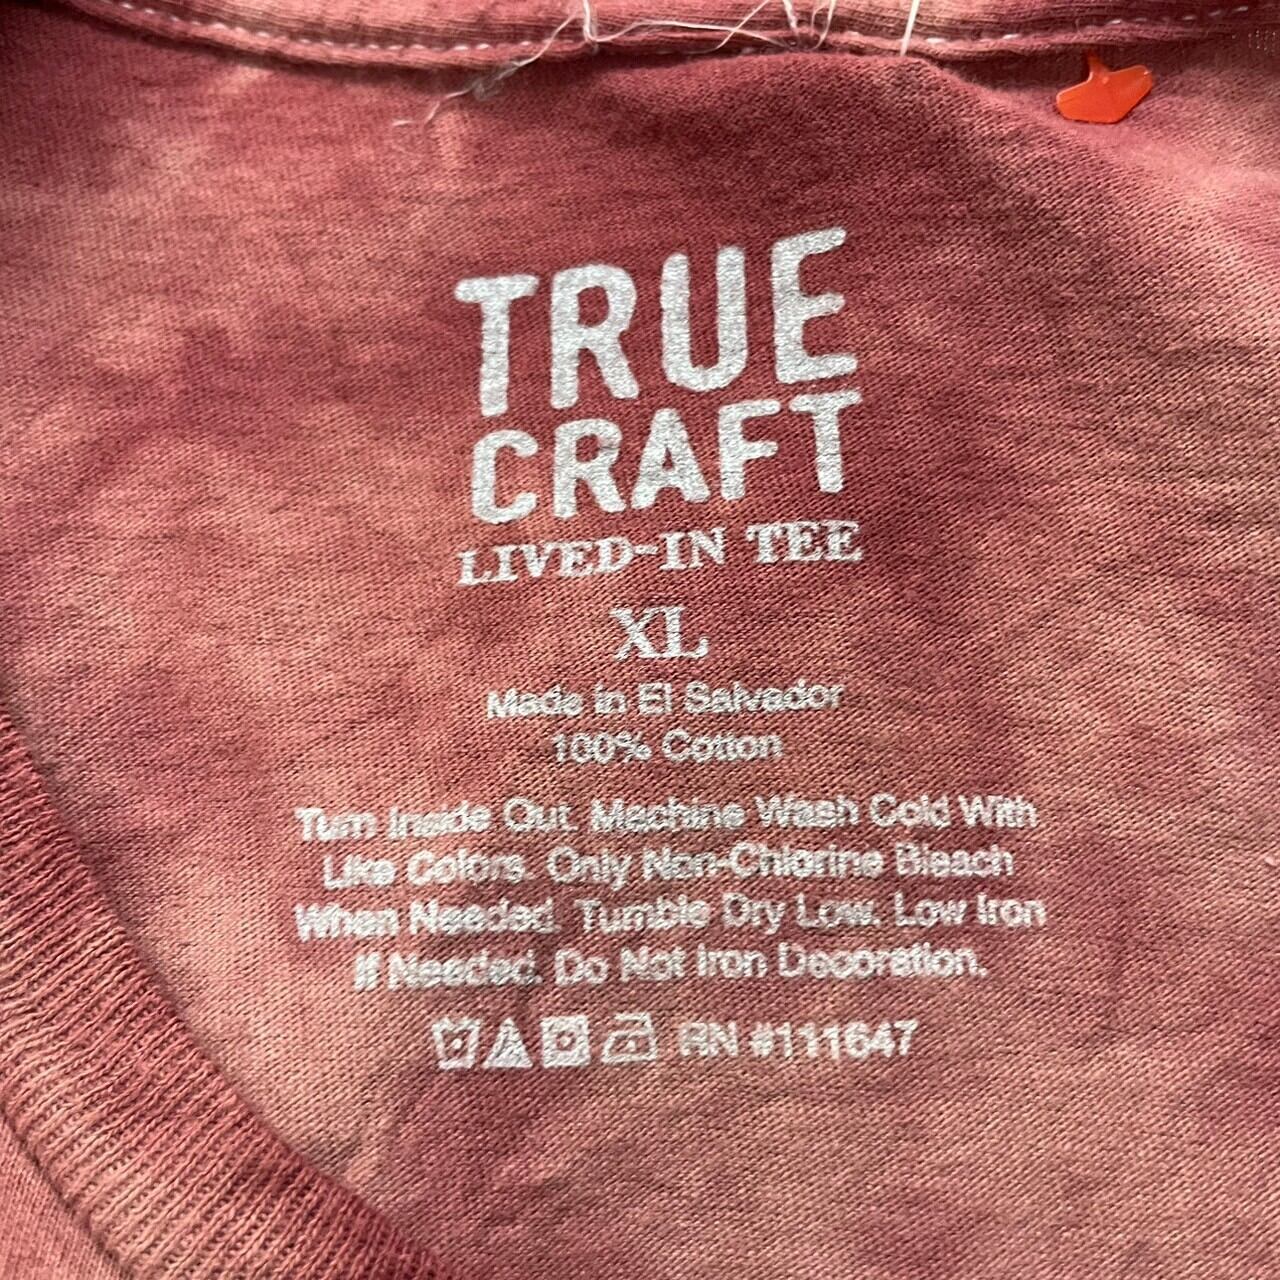 TRUE
CRAFT
LIVED-IN TEE
XL
Made in El Salvador
100% Cotton
Turn Inside Out. Machine Wash Cold With
Like Colors. Only Non-Chlorine Bleach
When Needed. Tumble Dry Low. Low Iron
If Needed. Do Not Iron Decoration.
RN #111647